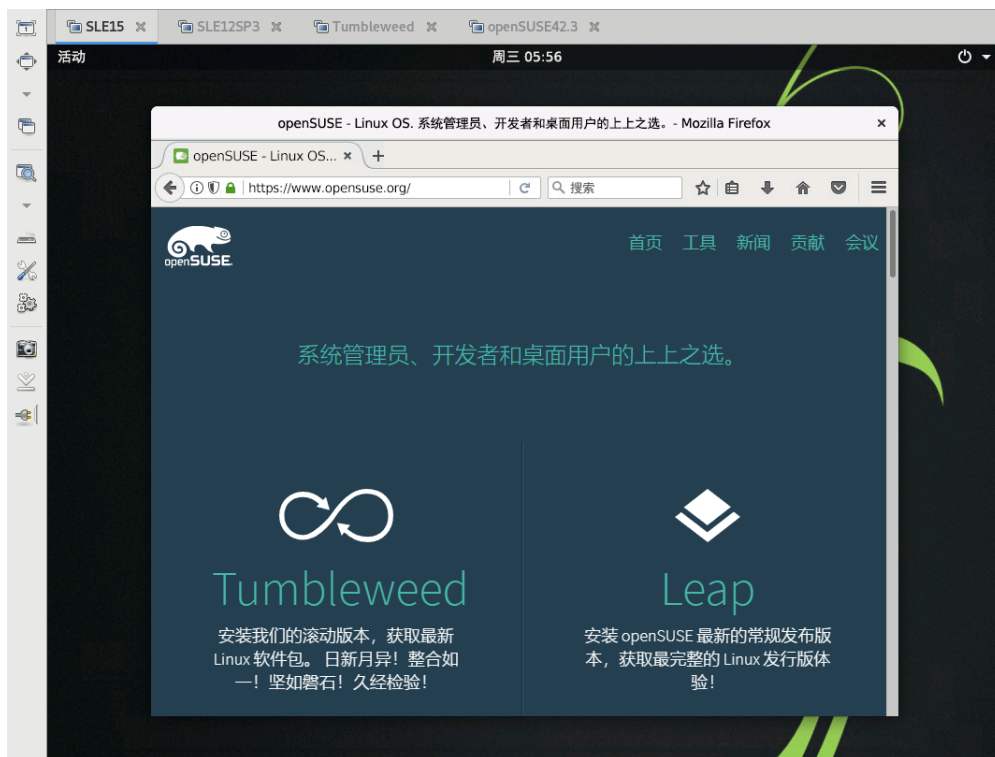 SLE15
SLE12SP3
Tumbleweed
openSUSE42.3
活动
周三 05:56
openSUSE - Linux OS. 系统管理员、开发者和桌面用户的上上之选。- Mozilla Firefox
openSUSE - Linux OS...
https://www.opensuse.org/
搜索
openSUSE.
首页 工具 新闻 贡献 会议
系统管理员、开发者和桌面用户的上上之选。
Tumbleweed
安装我们的滚动版本，获取最新
Linux 软件包。 日新月异！整合如
一！坚如磐石！久经检验！
Leap
安装 openSUSE 最新的常规发布版
本，获取最完整的 Linux 发行版体
验！